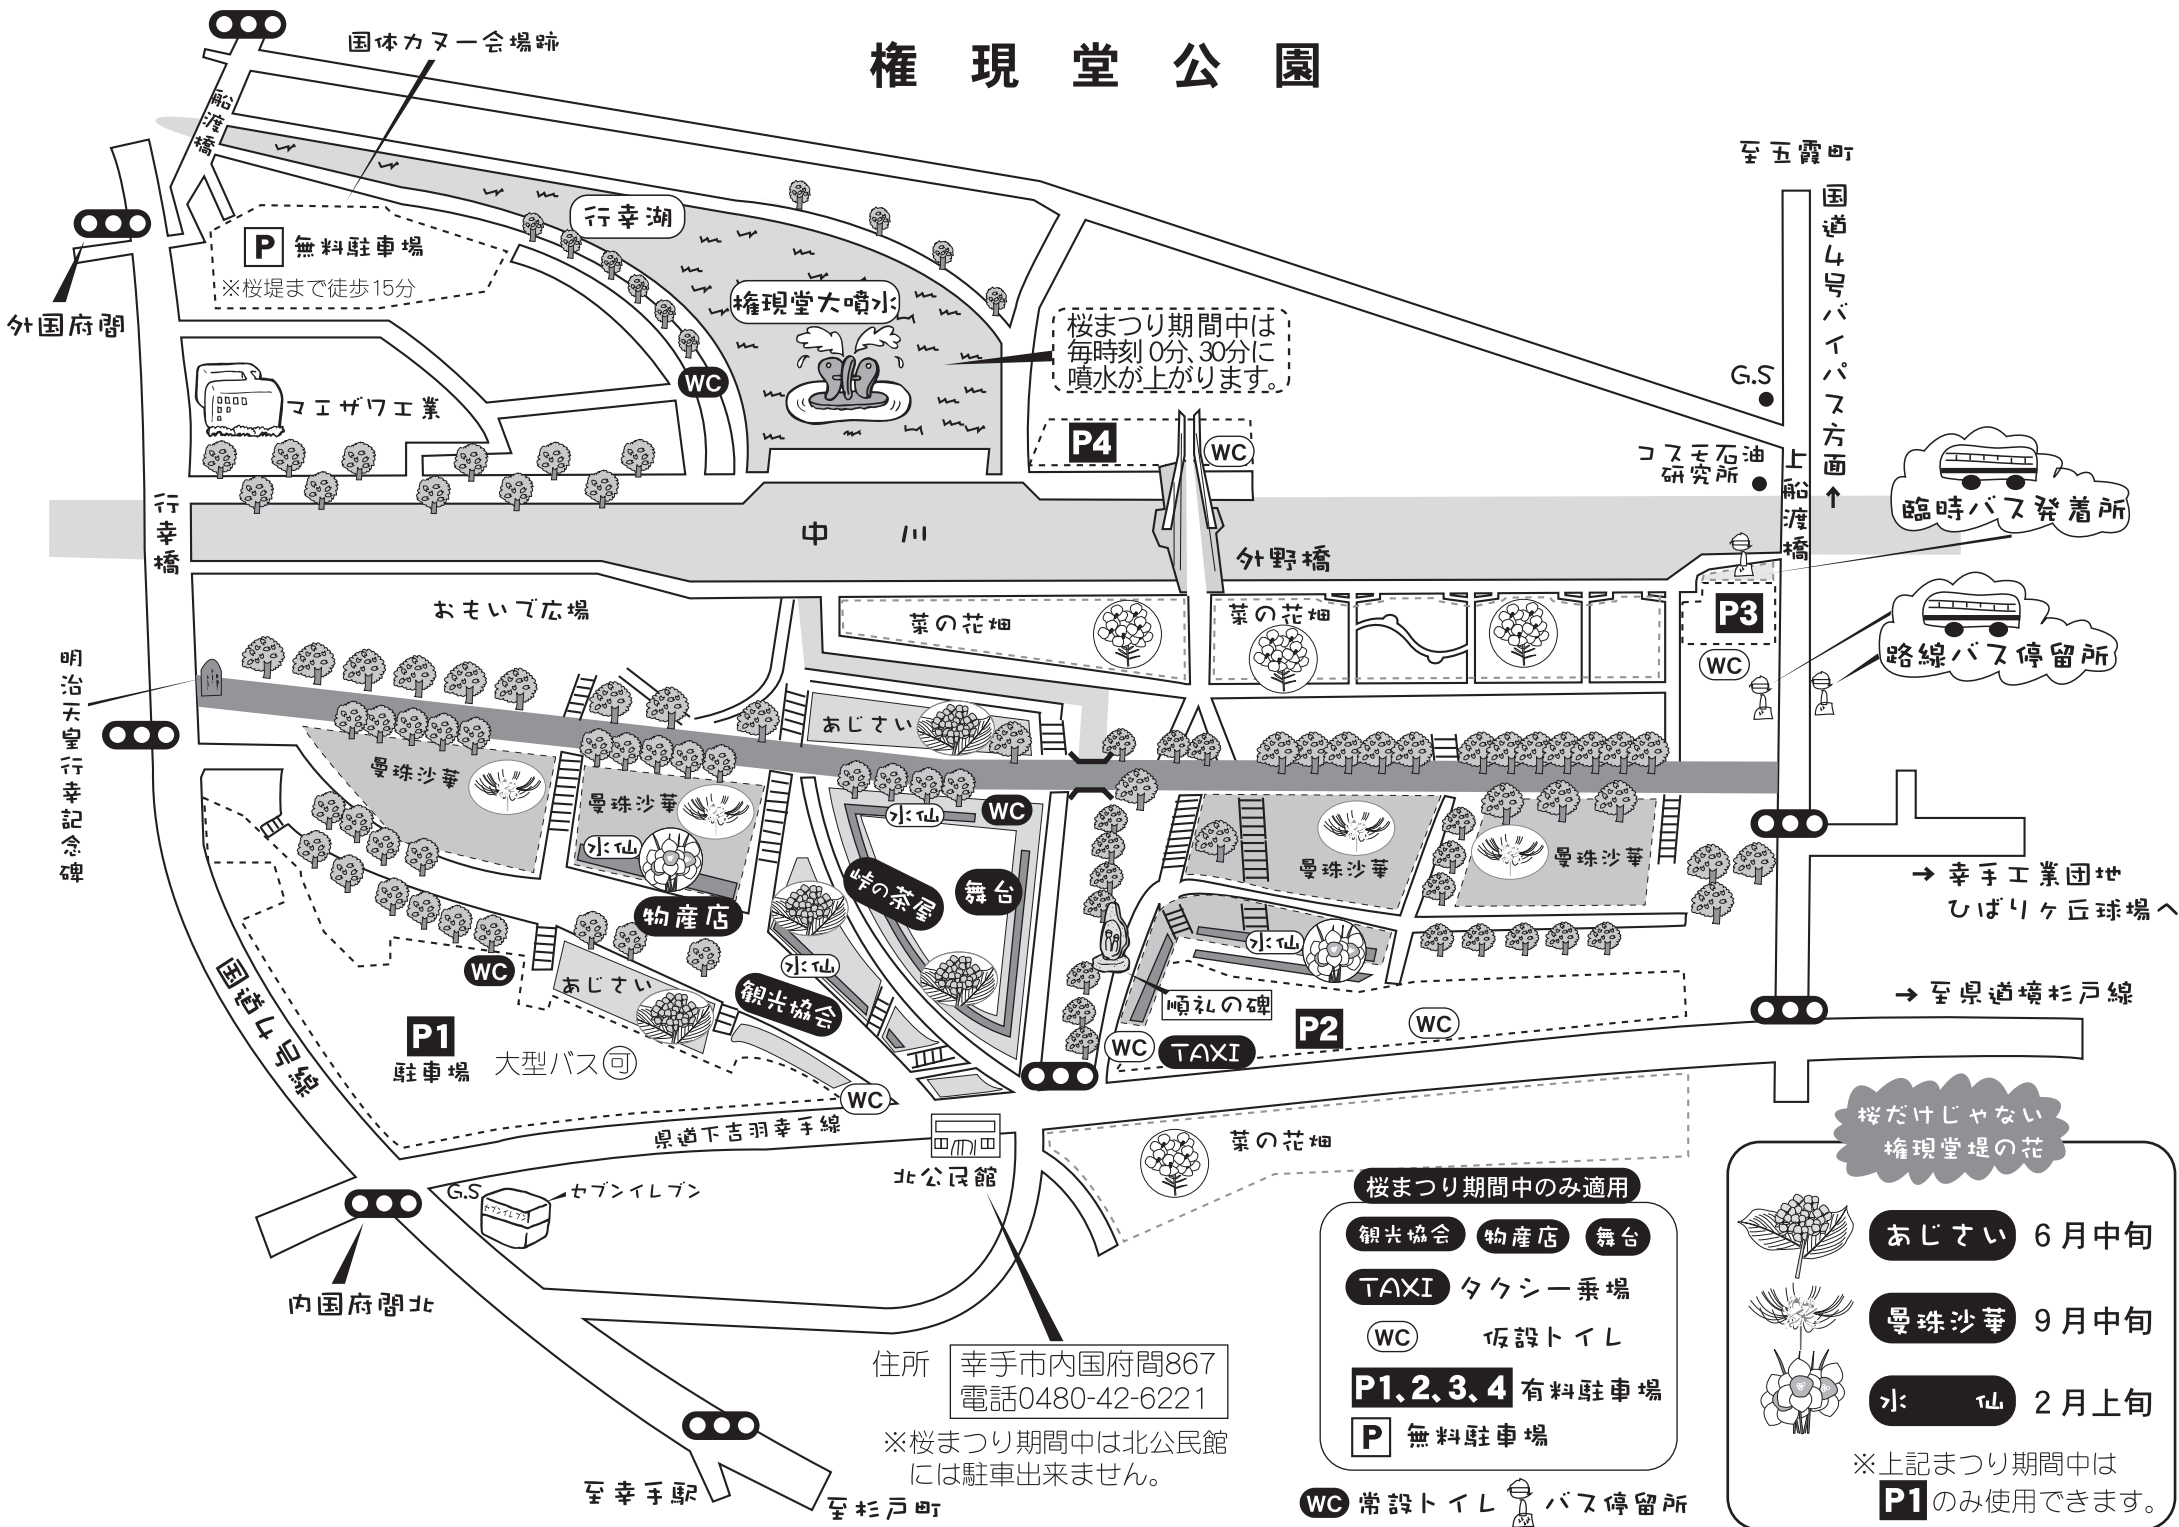 権現堂公園
国体カヌー会場跡
船渡橋
至五霞町
国道4号バイパス方面→
行幸湖
P 無料駐車場
※桜堤まで徒歩15分
権現堂大噴水
外国府間
桜まつり期間中は
毎時刻 0分、30分に
噴水が上がります。
G.S
WC
マエザワ工業
P4
WC
コスモ石油
研究所
上船渡橋
臨時バス発着所
行幸橋
中川
外野橋
おもいで広場
菜の花畑
菜の花畑
P3
WC
路線バス停留所
明治天皇行幸記念碑
あじさい
曼珠沙華
曼珠沙華
水仙
物産店
水仙
WC
峠の茶屋
舞台
曼珠沙華
曼珠沙華
→ 幸手工業団地
ひばりヶ丘球場へ
水仙
水仙
WC
あじさい
観光協会
順礼の碑
→ 至県道境杉戸線
国道4号線
P1
駐車場
大型バス可
P2
WC
WC
TAXI
WC
県道下吉羽幸手線
北公民館
菜の花畑
G.S
セブンイレブン
セブンイレブン
内国府間北
住所
幸手市内国府間867
電話0480-42-6221
※桜まつり期間中は北公民館
には駐車出来ません。
至幸手駅
至杉戸町
桜まつり期間中のみ適用
観光協会 物産店 舞台
TAXI タクシー乗場
WC 仮設トイレ
P1、2、3、4 有料駐車場
P 無料駐車場
WC 常設トイレ バス停留所
桜だけじゃない
権現堂堤の花
あじさい 6月中旬
曼珠沙華 9月中旬
水仙 2月上旬
※上記まつり期間中は
P1のみ使用できます。